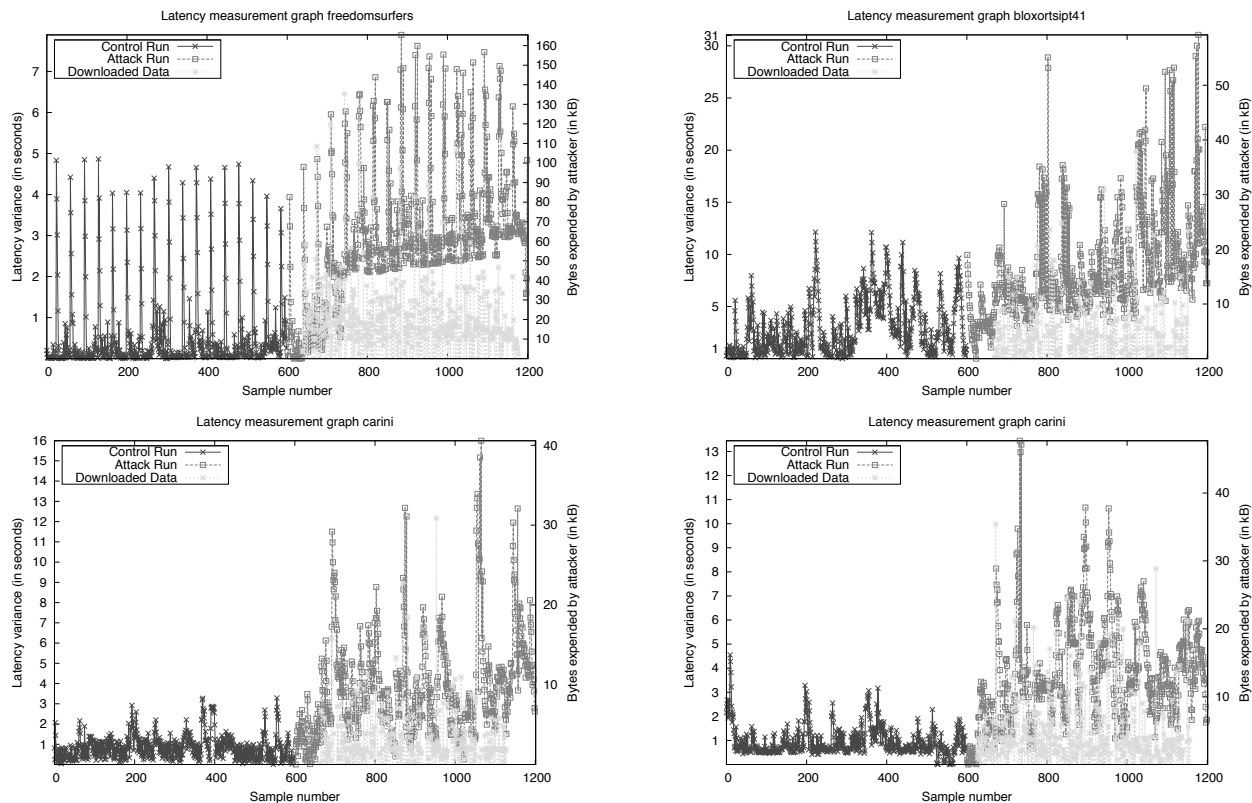 Latency measurement graph freedomsurfers
Control Run
Attack Run
Downloaded Data
Latency variance (in seconds)
7
6
5
4
3
2
1
Bytes expended by attacker (in kB)
160
150
140
130
120
110
100
90
80
70
60
50
40
30
20
10
0 200 400 600 800 1000 1200
Sample number
Latency measurement graph bloxortsipt41
Control Run
Attack Run
Downloaded Data
Latency variance (in seconds)
31
30
25
20
15
10
5
1
Bytes expended by attacker (in kB)
50
40
30
20
10
0 200 400 600 800 1000 1200
Sample number
Latency measurement graph carini
Control Run
Attack Run
Downloaded Data
Latency variance (in seconds)
16
15
14
13
12
11
10
9
8
7
6
5
4
3
2
1
Bytes expended by attacker (in kB)
40
30
20
10
0 200 400 600 800 1000 1200
Sample number
Latency measurement graph carini
Control Run
Attack Run
Downloaded Data
Latency variance (in seconds)
13
12
11
10
9
8
7
6
5
4
3
2
1
Bytes expended by attacker (in kB)
40
30
20
10
0 200 400 600 800 1000 1200
Sample number